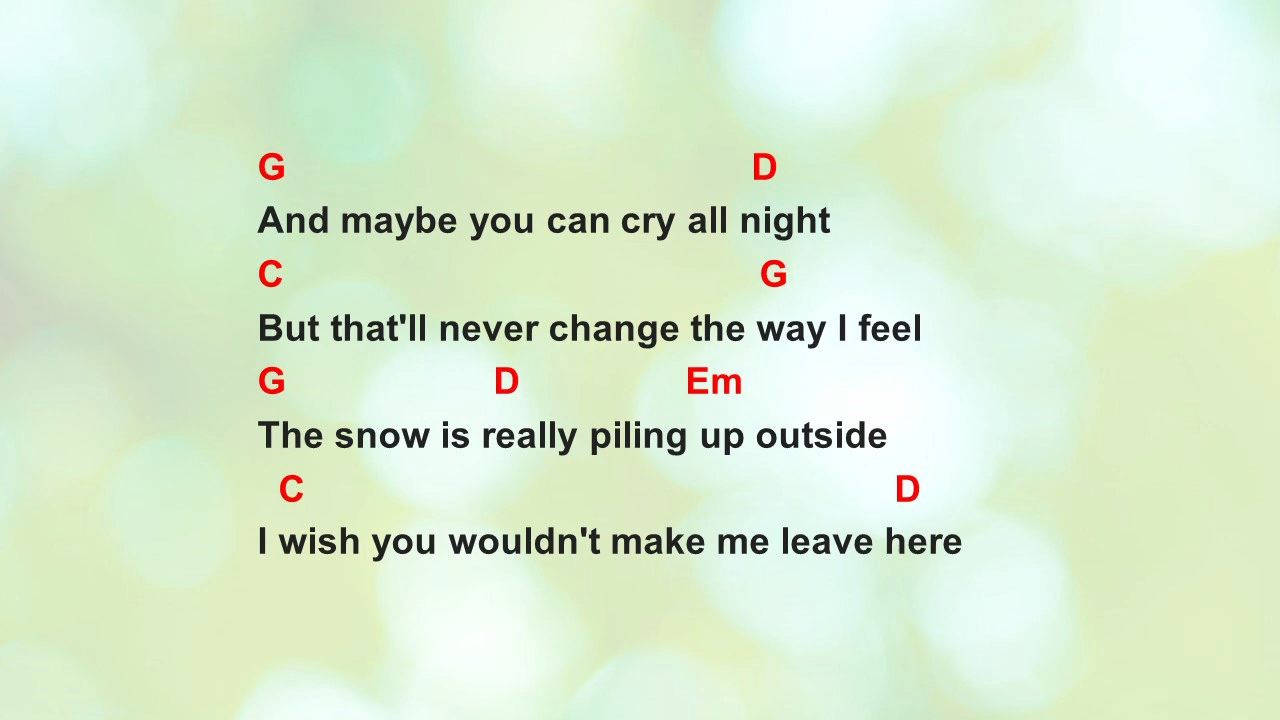 G D
And maybe you can cry all night
C G
But that'll never change the way I feel
G D Em
The snow is really piling up outside
C D
I wish you wouldn't make me leave here